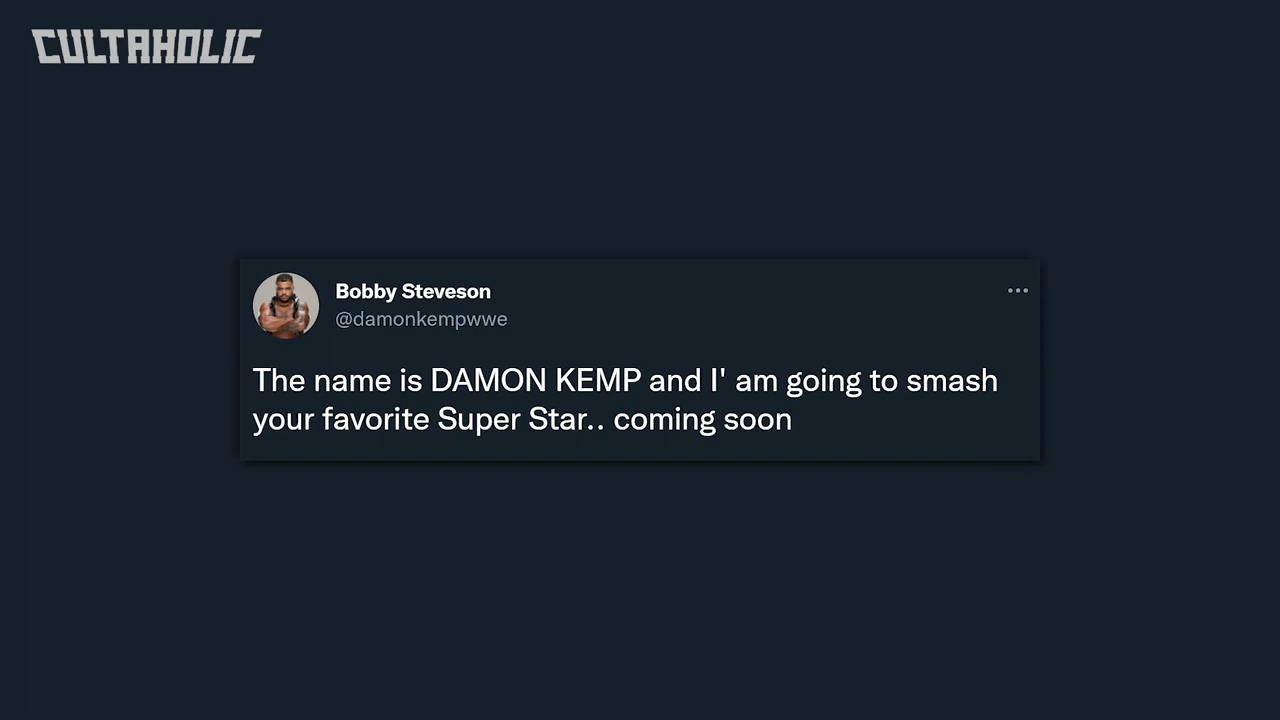 CULTAHOLIC
Bobby Steveson
@damonkempwwe
The name is DAMON KEMP and I' am going to smash
your favorite Super Star.. coming soon